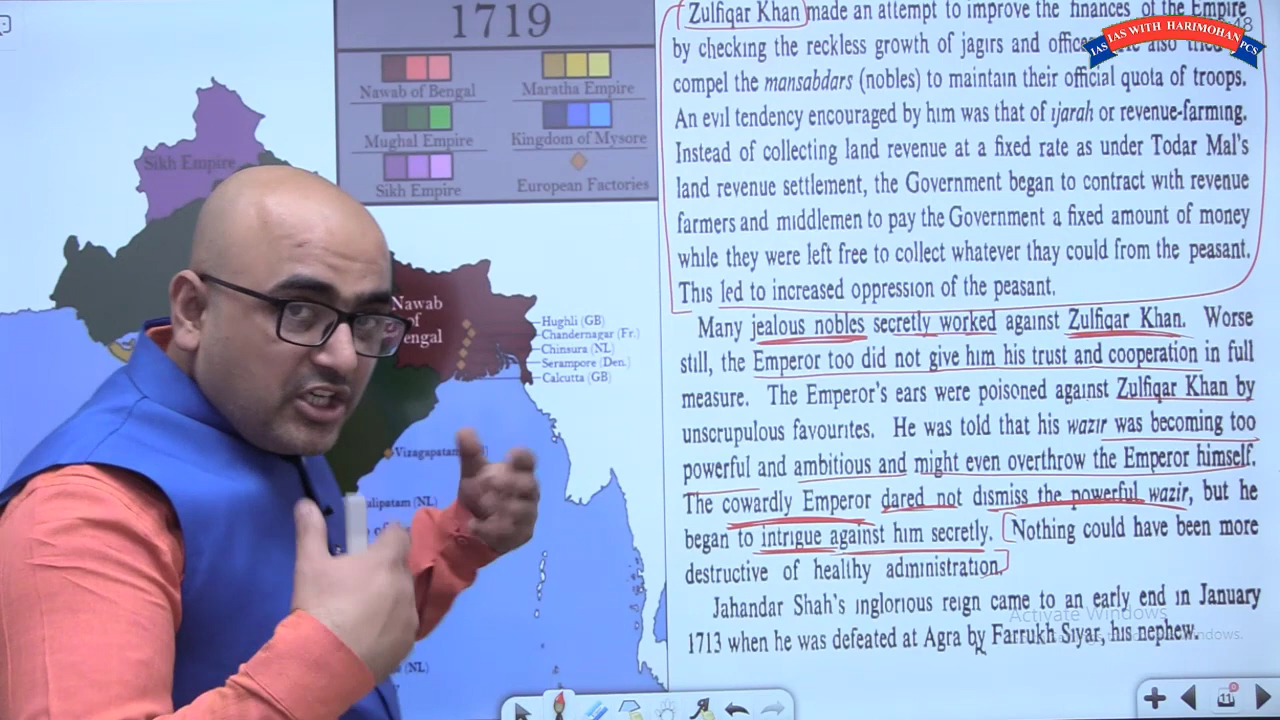 1719
Nawab of Bengal
Maratha Empire
Mughal Empire
Kingdom of Mysore
Sikh Empire
European Factories
Sikh Empire
Nawab
of
engal
Hughli (GB)
Chandernagar (Fr.)
Chinsura (NL)
Serampore (Den.)
Calcutta (GB)
Vizagapatam
ulipatam (NL)
(NL)
Zulfiqar Khan made an attempt to improve the finances of the Empire
by checking the reckless growth of jagirs and offices also
compel the mansabdars (nobles) to maintain their official quota of troops.
An evil tendency encouraged by him was that of ijarah or revenue-farming.
Instead of collecting land revenue at a fixed rate as under Todar Mal's
land revenue settlement, the Government began to contract with revenue
farmers and middlemen to pay the Government a fixed amount of money
while they were left free to collect whatever thay could from the peasant.
This led to increased oppression of the peasant.
Many jealous nobles secretly worked against Zulfiqar Khan. Worse
still, the Emperor too did not give him his trust and cooperation in full
measure. The Emperor's ears were poisoned against Zulfiqar Khan by
unscrupulous favourites. He was told that his wazir was becoming too
powerful and ambitious and might even overthrow the Emperor himself.
The cowardly Emperor dared not dismiss the powerful wazir, but he
began to intrigue against him secretly. Nothing could have been more
destructive of healthy administration.
Jahandar Shah's inglorious reign came to an early end in January
1713 when he was defeated at Agra by Farrukh Siyar, his nephew.
IAS IAS WITH HARIMOHAN PCS
48
Activate Windows
11